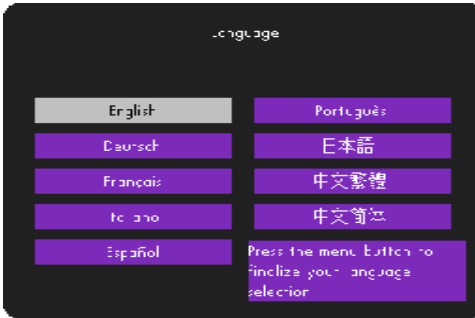 Language
English
Português
Deutsch
日本語
Français
中文繁體
Italiano
中文简体
Español
Press the menu button to
finalize your language
selection